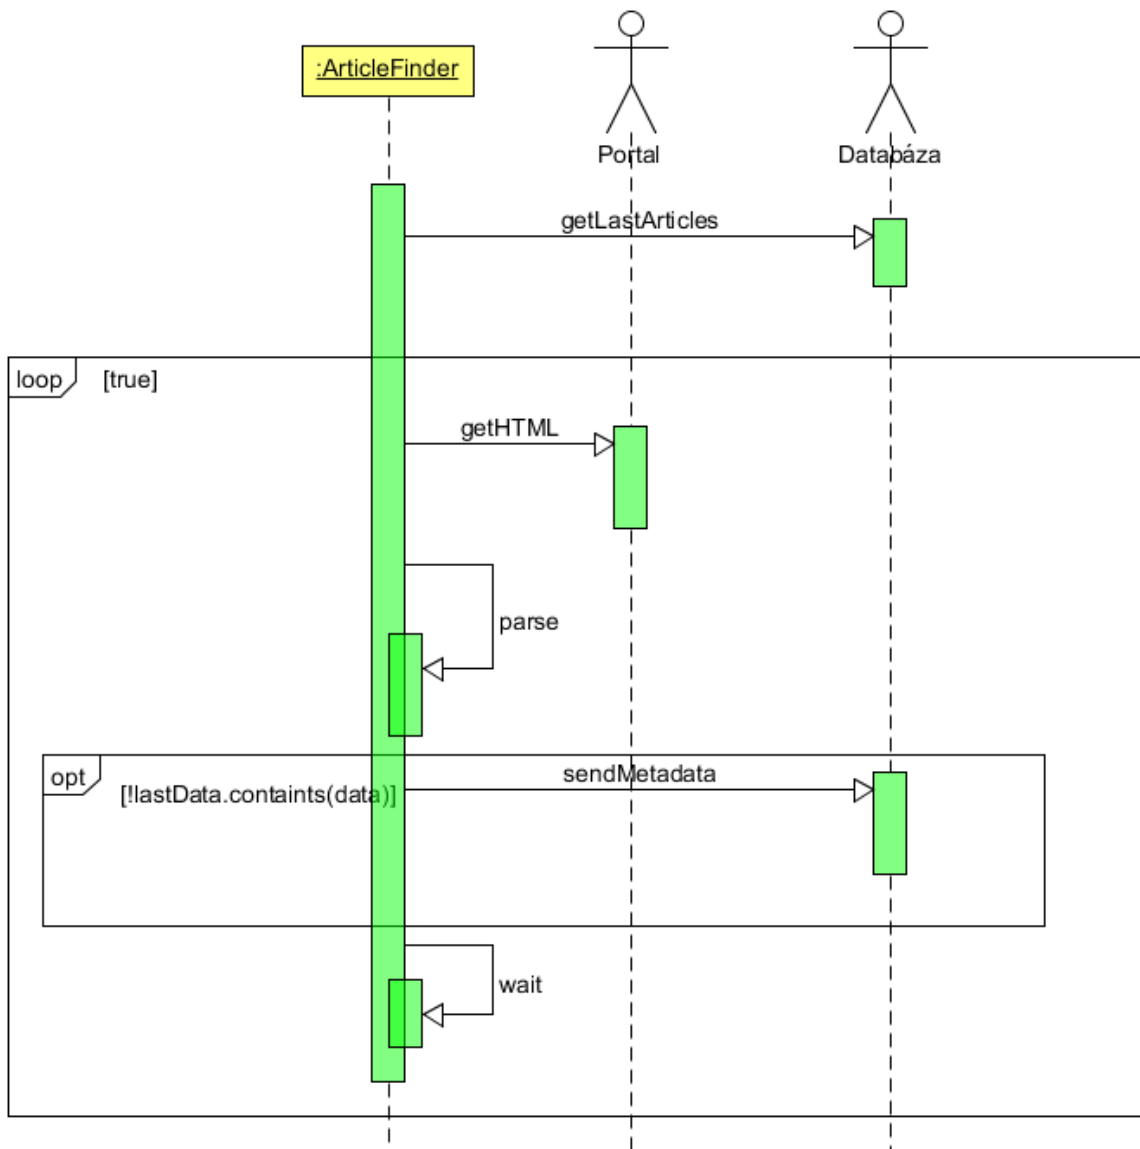 :ArticleFinder
Portal
Databáza
getLastArticles
loop
[true]
getHTML
parse
opt
[!lastData.containts(data)]
sendMetadata
wait